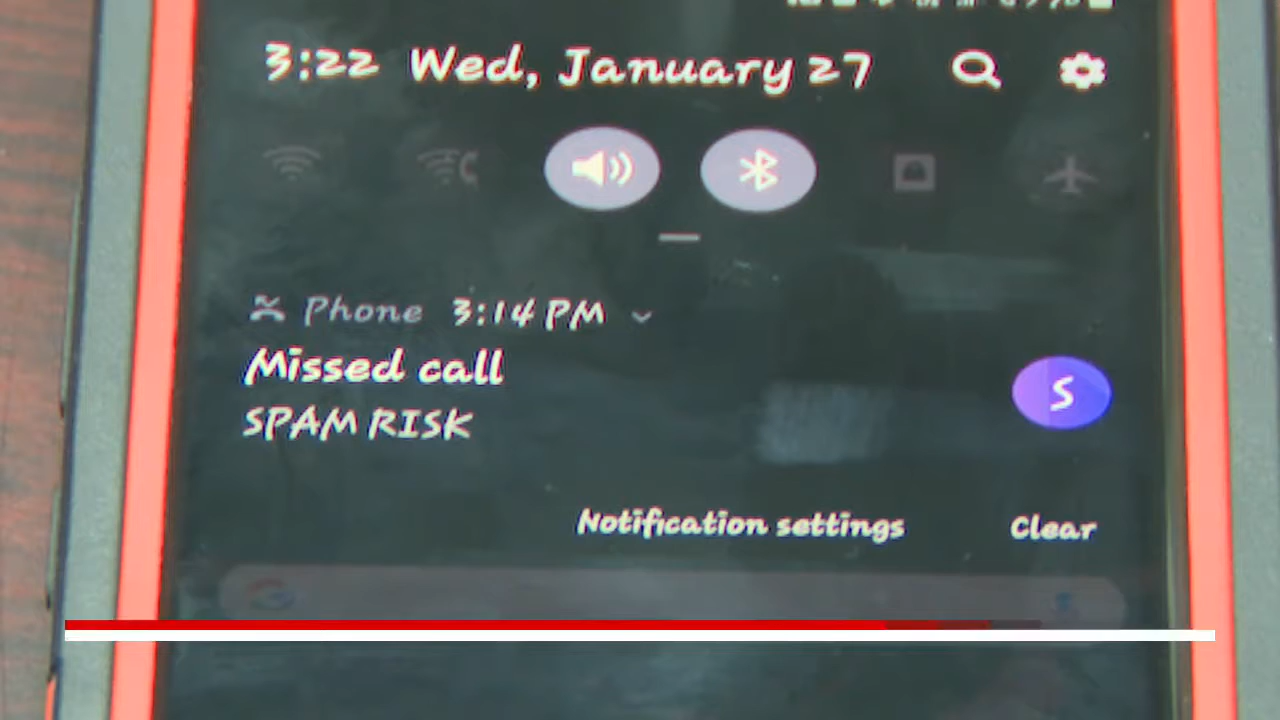 3:22 Wed, January 27
Phone 3:14 PM
Missed call
SPAM RISK
S
Notification settings
Clear